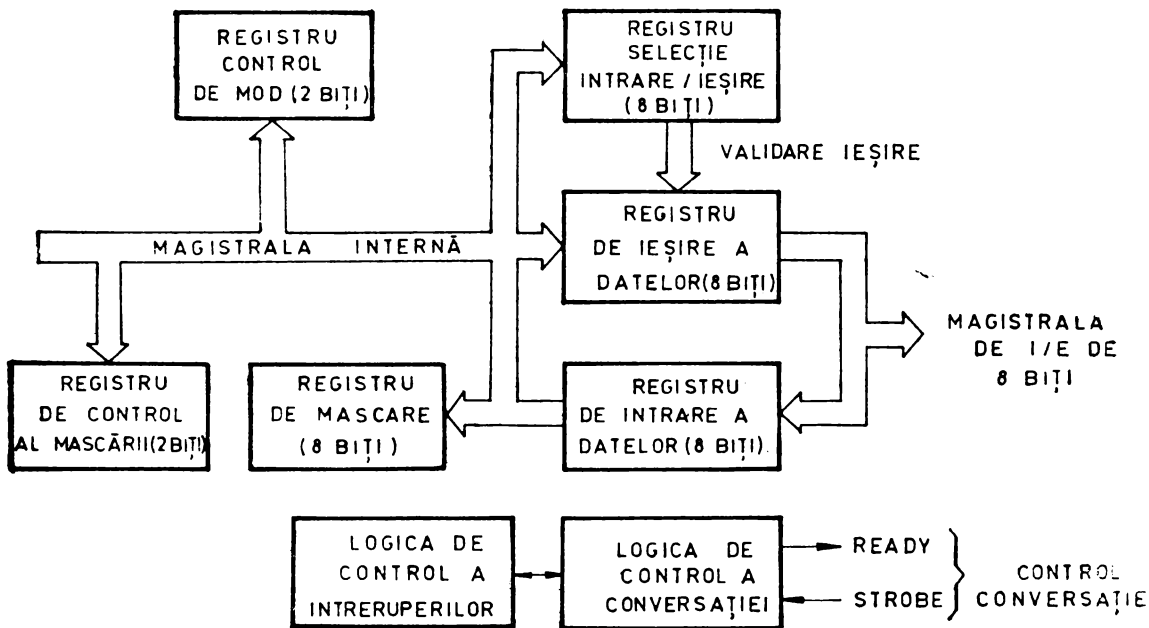 REGISTRU
CONTROL
DE MOD (2 BIȚI)
REGISTRU
SELECȚIE
INTRARE / IEȘIRE
(8 BIȚI)
VALIDARE IEȘIRE
MAGISTRALA INTERNĂ
REGISTRU
DE IEȘIRE A
DATELOR (8 BIȚI)
MAGISTRALA
DE I/E DE
8 BIȚI
REGISTRU
DE CONTROL
AL MASCĂRII (2 BIȚI)
REGISTRU
DE MASCARE
(8 BIȚI)
REGISTRU
DE INTRARE A
DATELOR (8 BIȚI)
LOGICA DE
CONTROL A
INTRERUPERILOR
LOGICA DE
CONTROL A
CONVERSAȚIEI
READY
STROBE
CONTROL
CONVERSAȚIE